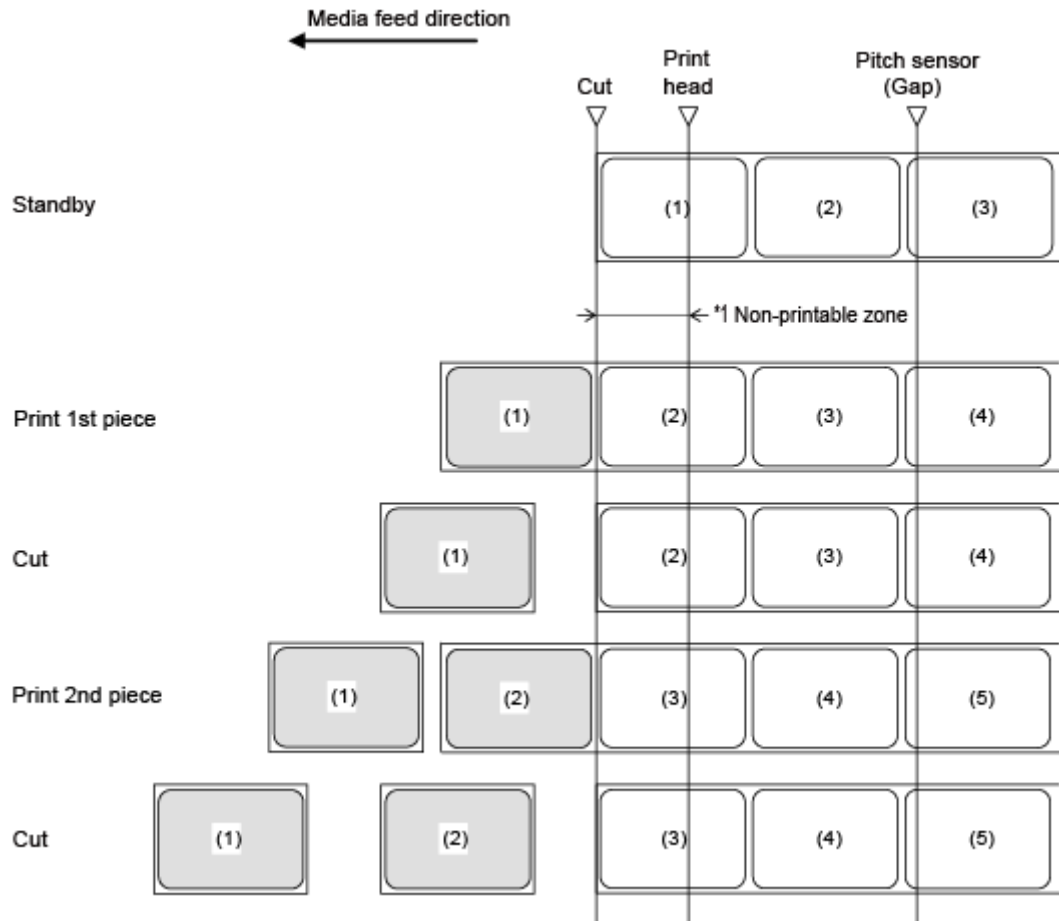 Media feed direction
Cut
Print
head
Pitch sensor
(Gap)
Standby
(1)
(2)
(3)
*1 Non-printable zone
Print 1st piece
(1)
(2)
(3)
(4)
Cut
(1)
(2)
(3)
(4)
Print 2nd piece
(1)
(2)
(3)
(4)
(5)
Cut
(1)
(2)
(3)
(4)
(5)